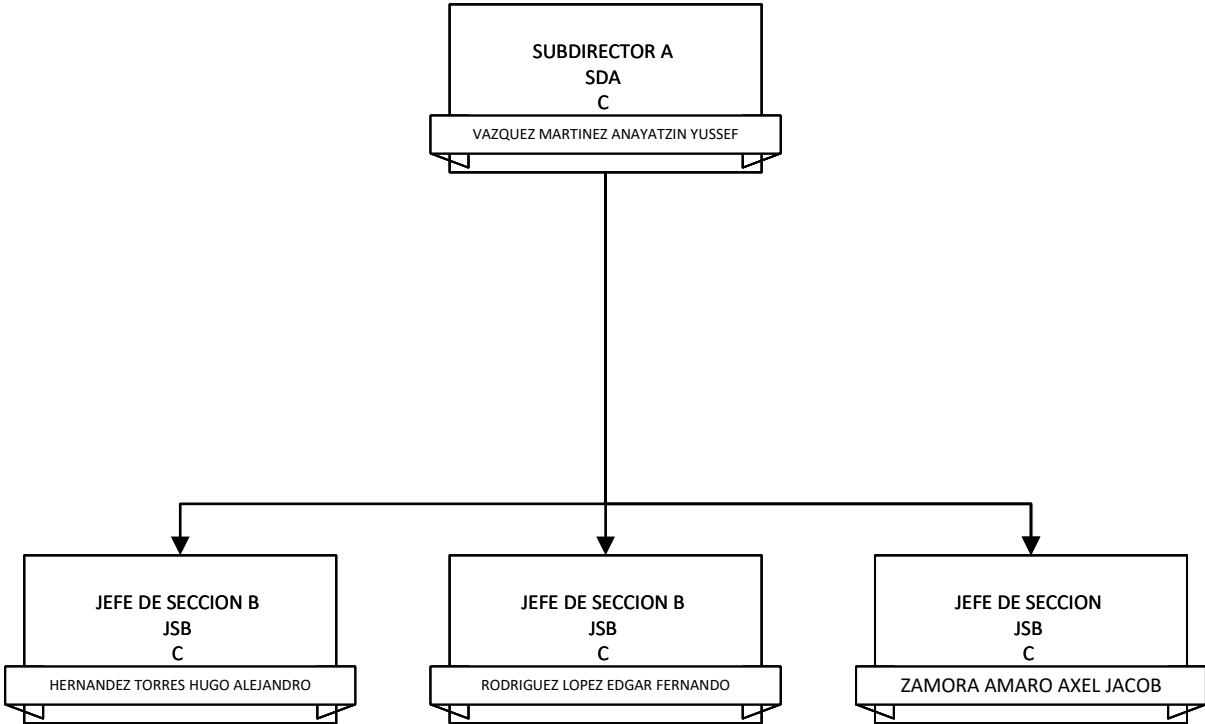 SUBDIRECTOR A
SDA
C
VAZQUEZ MARTINEZ ANAYATZIN YUSSEF
JEFE DE SECCION B
JSB
C
HERNANDEZ TORRES HUGO ALEJANDRO
JEFE DE SECCION B
JSB
C
RODRIGUEZ LOPEZ EDGAR FERNANDO
JEFE DE SECCION
JSB
C
ZAMORA AMARO AXEL JACOB